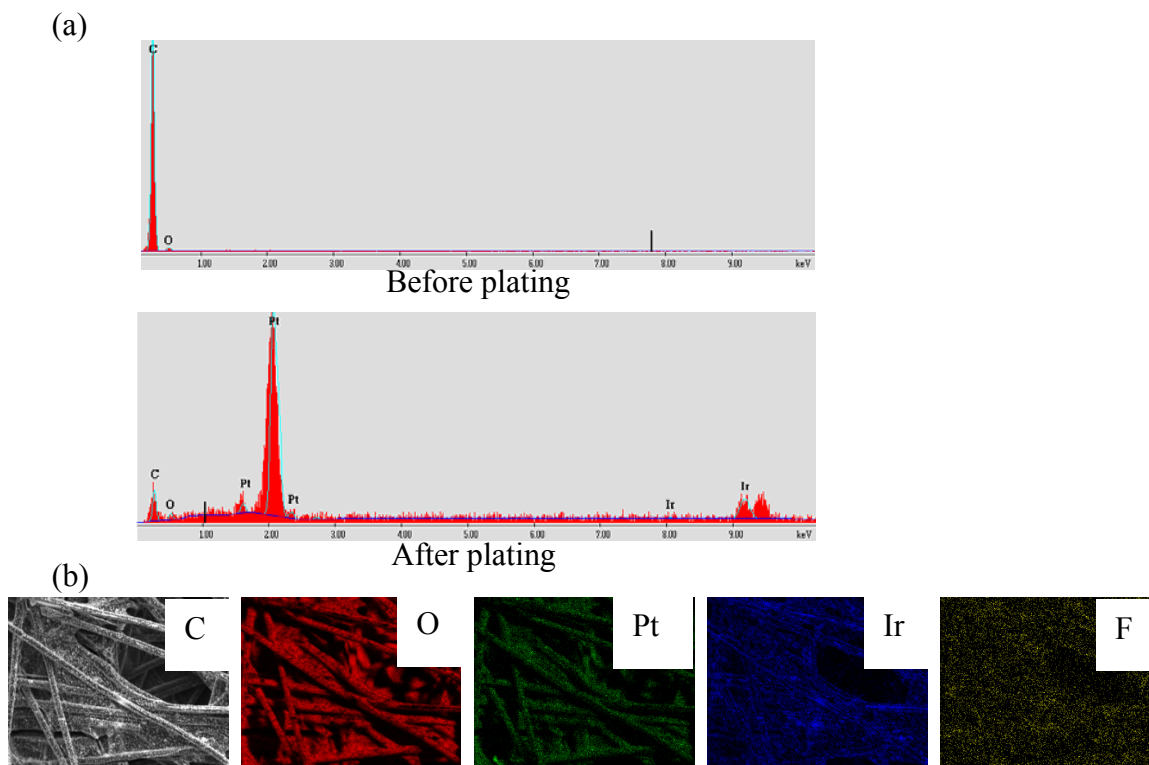 (a)
C
O
1.00 2.00 3.00 4.00 5.00 6.00 7.00 8.00 9.00 keV
Before plating
Pt
C
O
Pt
Pt
Ir
Ir
1.00 2.00 3.00 4.00 5.00 6.00 7.00 8.00 9.00 keV
After plating
(b)
C O Pt Ir F